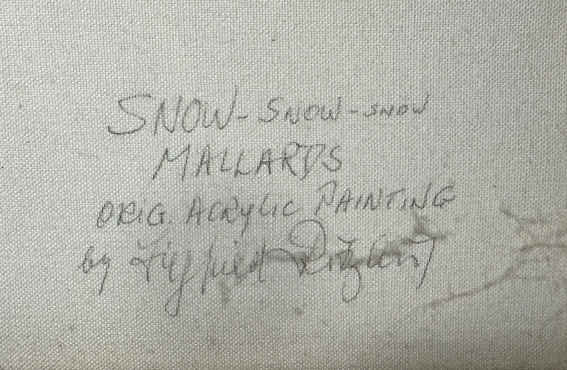 SNOW-SNOW-SNOW
MALLARDS
ORIG. ACRYLIC PAINTING
by